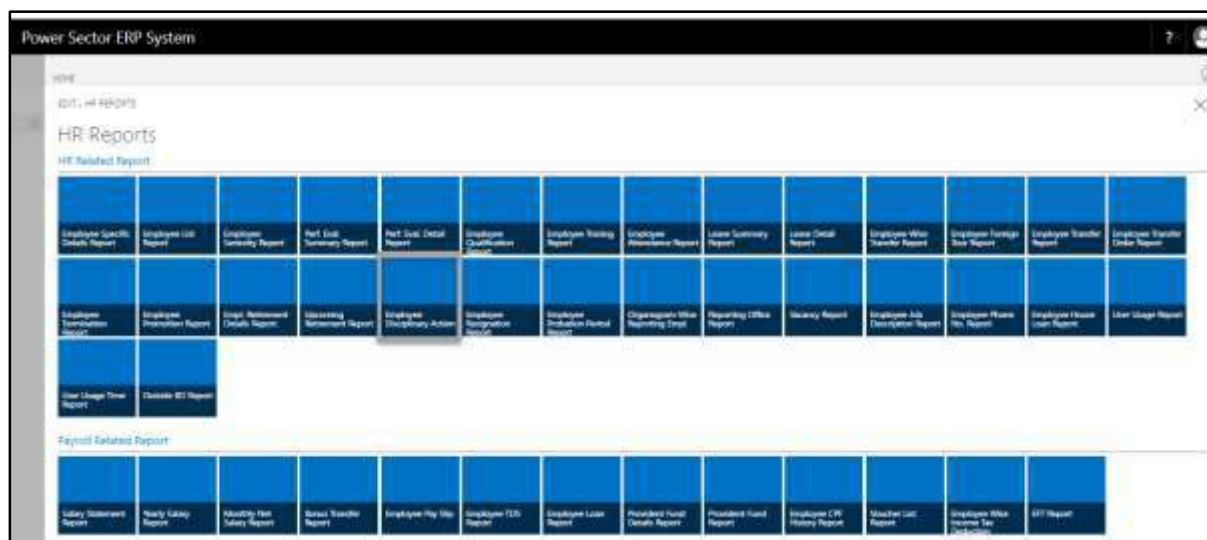 Power Sector ERP System
?
HOME
EDIT - HR REPORTS
HR Reports
HR Related Report
Employee Specific
Details Report
Employee List
Report
Employee
Seniority Report
Perf. Eval.
Summary Report
Perf. Eval. Detail
Report
Employee
Qualification
Report
Employee Training
Report
Employee
Attendance Report
Leave Summary
Report
Leave Detail
Report
Employee Wise
Transfer Report
Employee Foreign
Tour Report
Employee Transfer
Report
Employee Transfer
Order Report
Employee
Termination
Report
Employee
Promotion Report
Empl. Retirement
Details Report
Upcoming
Retirement Report
Employee
Disciplinary Action
Employee
Resignation
Report
Employee
Probation Period
Report
Organogram Wise
Reporting Empl
Reporting Office
Report
Vacancy Report
Employee Job
Description Report
Employee Phone
No. Report
Employee House
Loan Report
User Usage Report
User Usage Time
Report
Outside BD Report
Payroll Related Report
Salary Statement
Report
Yearly Salary
Report
Monthly Net
Salary Report
Bonus Transfer
Report
Employee Pay Slip
Employee TDS
Report
Employee Loan
Report
Provident Fund
Details Report
Provident Fund
Report
Employee CPF
History Report
Voucher List
Report
Employee Wise
Income Tax
Deduction
EFT Report